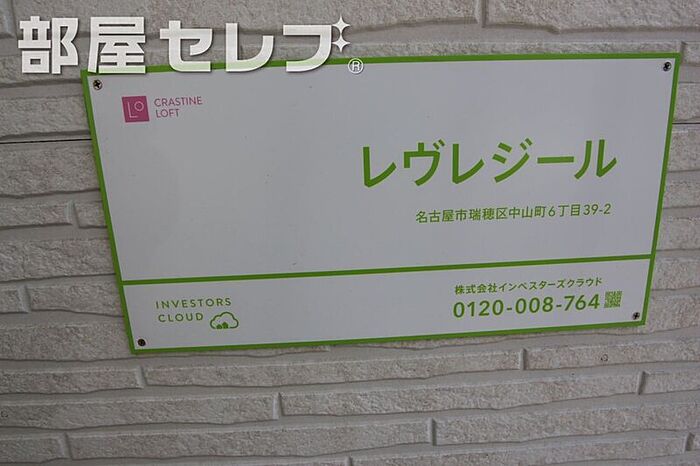 部屋セレブ®
CRASTINE
LOFT
レヴレジール
名古屋市瑞穂区中山町6丁目39-2
INVESTORS
CLOUD
株式会社インベスターズクラウド
0120-008-764